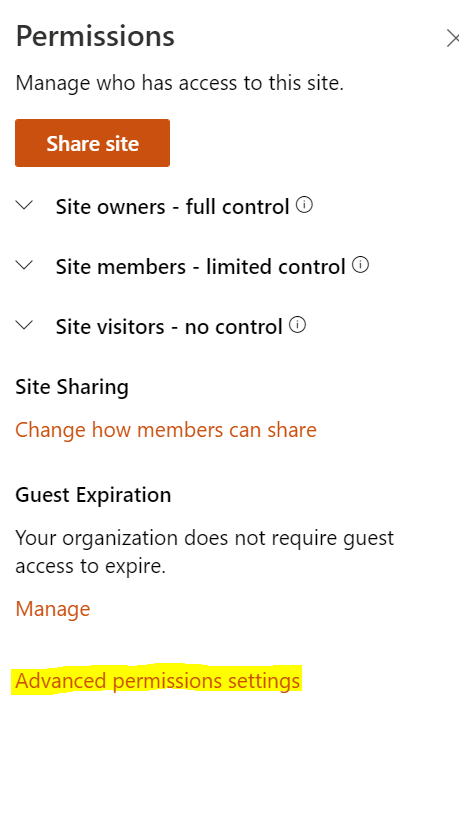 Permissions
Manage who has access to this site.
Share site
Site owners - full control
Site members - limited control
Site visitors - no control
Site Sharing
Change how members can share
Guest Expiration
Your organization does not require guest
access to expire.
Manage
Advanced permissions settings